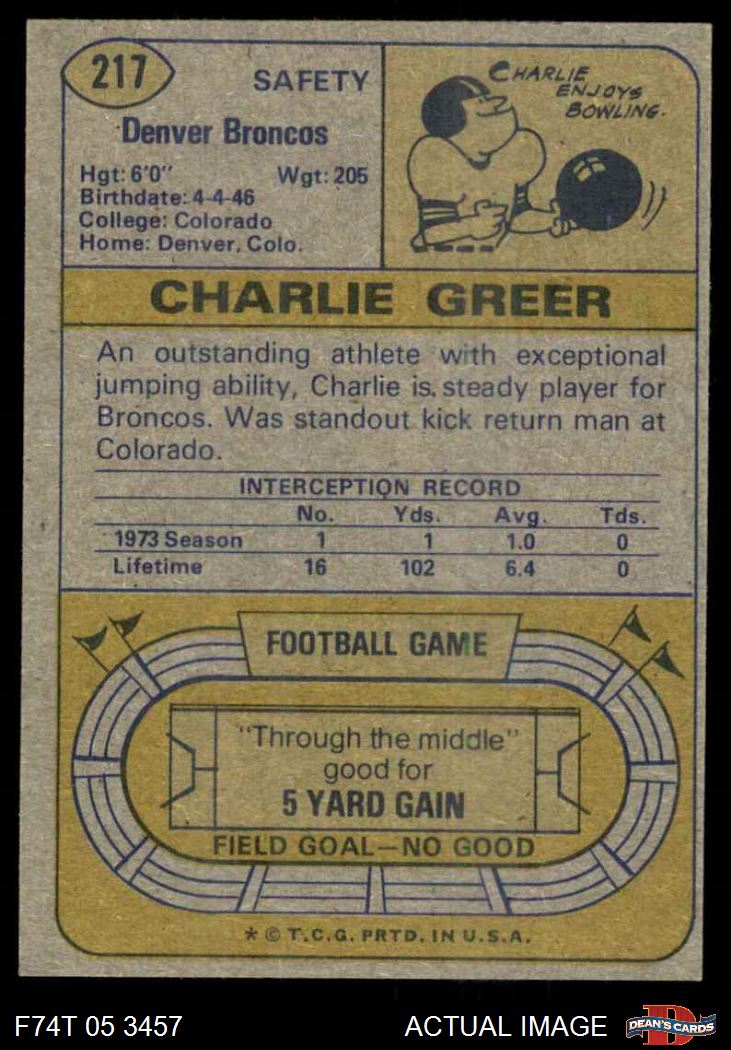 217
SAFETY
Denver Broncos
Hgt: 6'0" Wgt: 205
Birthdate: 4-4-46
College: Colorado
Home: Denver, Colo.
CHARLIE
ENJOYS
BOWLING.
CHARLIE GREER
An outstanding athlete with exceptional
jumping ability, Charlie is steady player for
Broncos. Was standout kick return man at
Colorado.
INTERCEPTION RECORD
No. Yds. Avg. Tds.
1973 Season 1 1 1.0 0
Lifetime 16 102 6.4 0
FOOTBALL GAME
"Through the middle"
good for
5 YARD GAIN
FIELD GOAL—NO GOOD
* © T.C.G. PRTD. IN U.S.A.
F74T 05 3457 ACTUAL IMAGE
D
DEAN'S CARDS